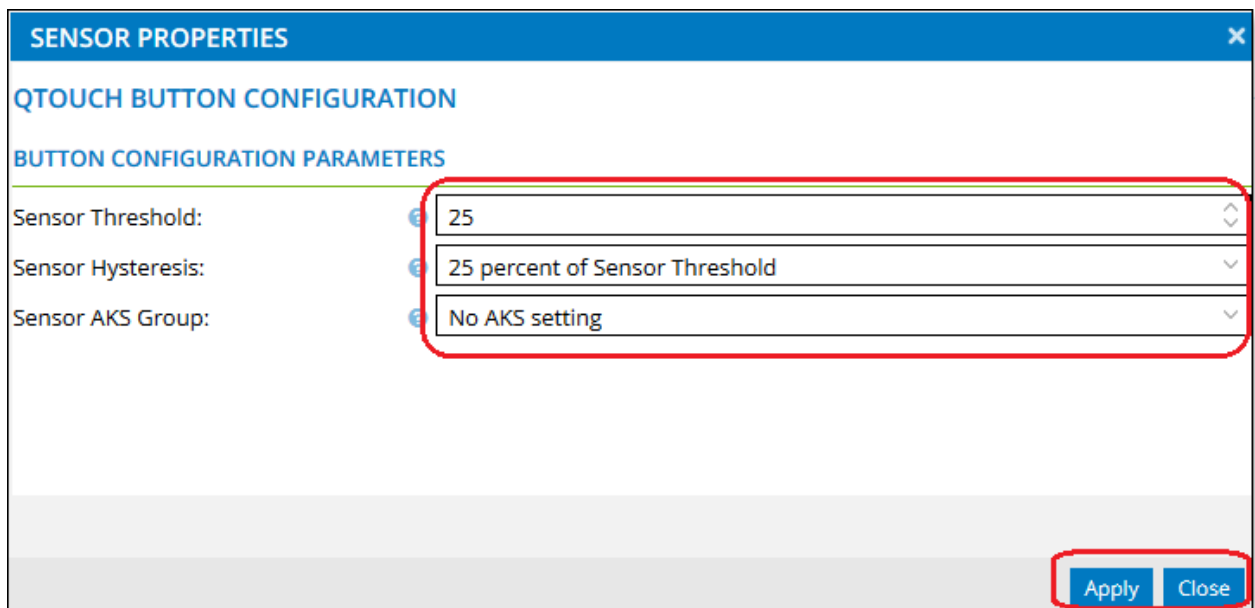 SENSOR PROPERTIES ×
QTOUCH BUTTON CONFIGURATION
BUTTON CONFIGURATION PARAMETERS
Sensor Threshold: ? 25
Sensor Hysteresis: ? 25 percent of Sensor Threshold
Sensor AKS Group: ? No AKS setting
Apply Close